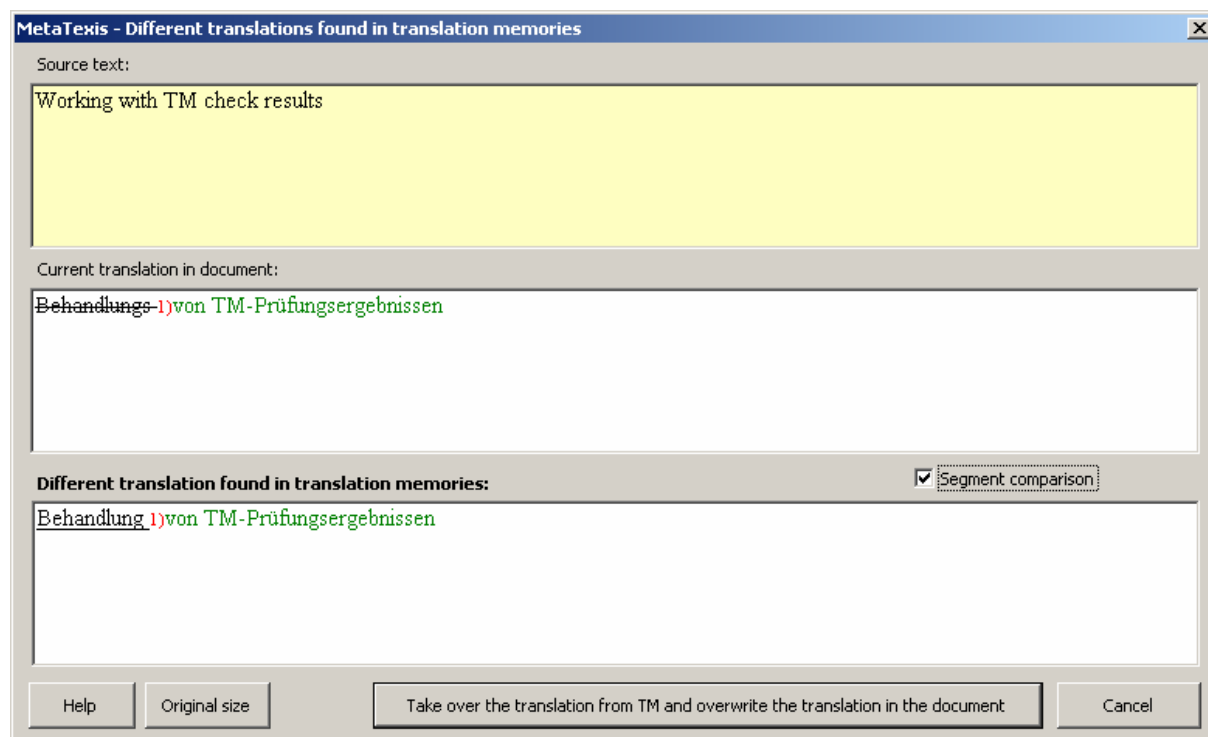 MetaTexis - Different translations found in translation memories
Source text:
Working with TM check results
Current translation in document:
Behandlungs 1)von TM-Prüfungsergebnissen
Different translation found in translation memories:
Segment comparison
Behandlung 1)von TM-Prüfungsergebnissen
Help
Original size
Take over the translation from TM and overwrite the translation in the document
Cancel